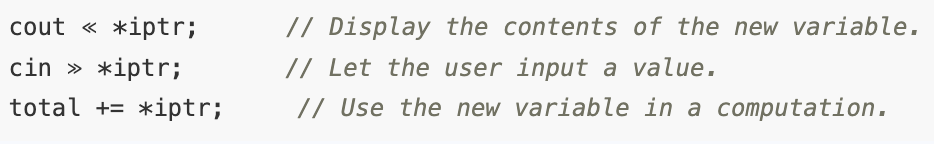 cout « *iptr; // Display the contents of the new variable.
cin » *iptr; // Let the user input a value.
total += *iptr; // Use the new variable in a computation.